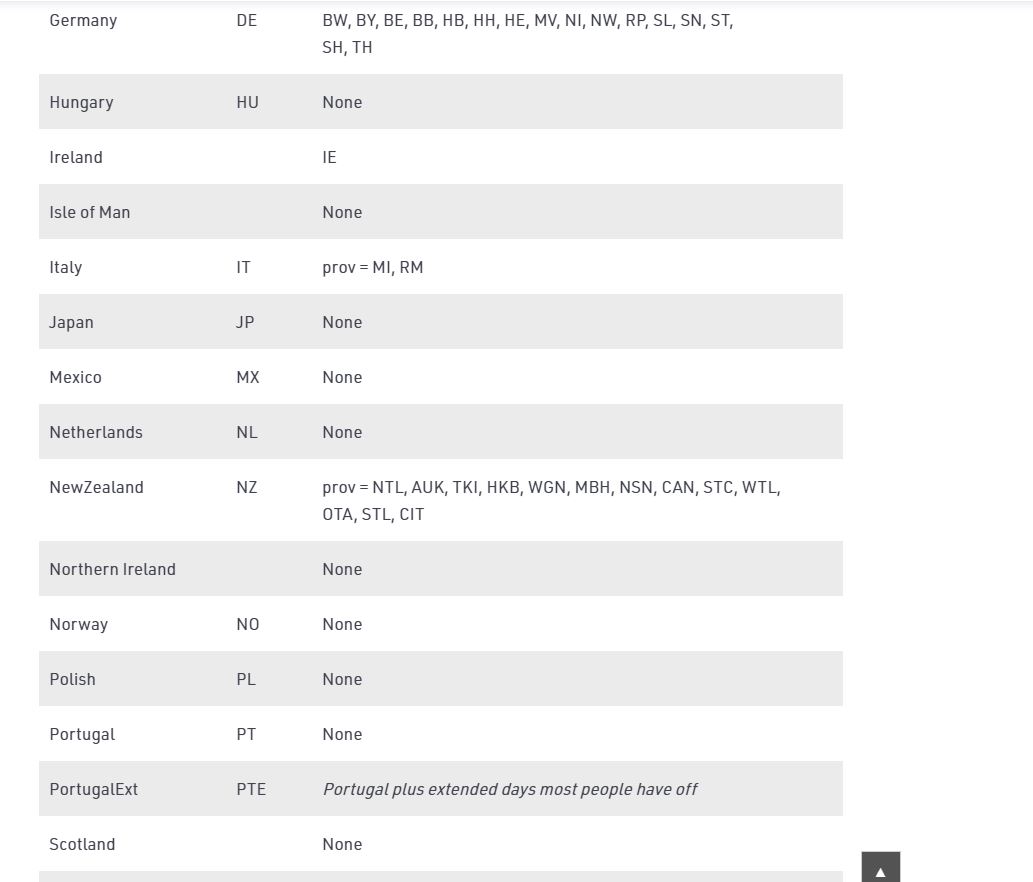 Germany DE BW, BY, BE, BB, HB, HH, HE, MV, NI, NW, RP, SL, SN, ST,
SH, TH
Hungary HU None
Ireland IE
Isle of Man None
Italy IT prov = MI, RM
Japan JP None
Mexico MX None
Netherlands NL None
NewZealand NZ prov = NTL, AUK, TKI, HKB, WGN, MBH, NSN, CAN, STC, WTL,
OTA, STL, CIT
Northern Ireland None
Norway NO None
Polish PL None
Portugal PT None
PortugalExt PTE Portugal plus extended days most people have off
Scotland None